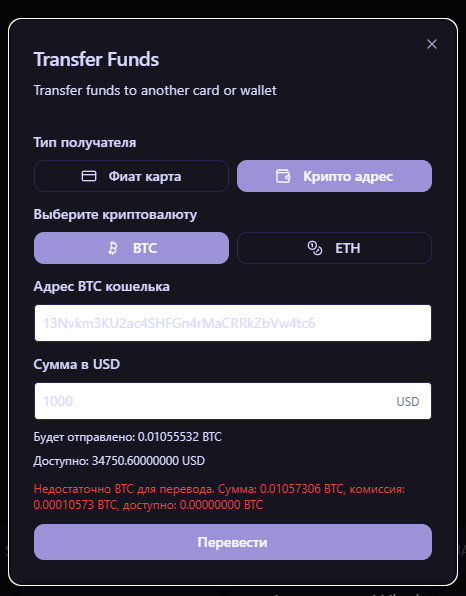 Transfer Funds
Transfer funds to another card or wallet
Тип получателя
Фиат карта
Крипто адрес
Выберите криптовалюту
BTC
ETH
Адрес BTC кошелька
13Nvkm3KU2ac4SHFGn4rMaCRRkZbVw4tc6
Сумма в USD
1000
USD
Будет отправлено: 0.01055532 BTC
Доступно: 34750.60000000 USD
Недостаточно BTC для перевода. Сумма: 0.01057306 BTC, комиссия:
0.00010573 BTC, доступно: 0.00000000 BTC
Перевести